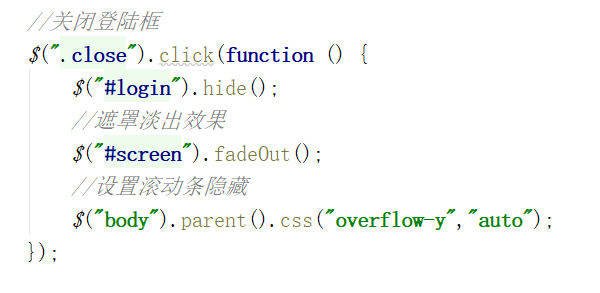 //关闭登陆框
$(".close").click(function () {
    $("#login").hide();
    //遮罩淡出效果
    $("#screen").fadeOut();
    //设置滚动条隐藏
    $("body").parent().css("overflow-y","auto");
});